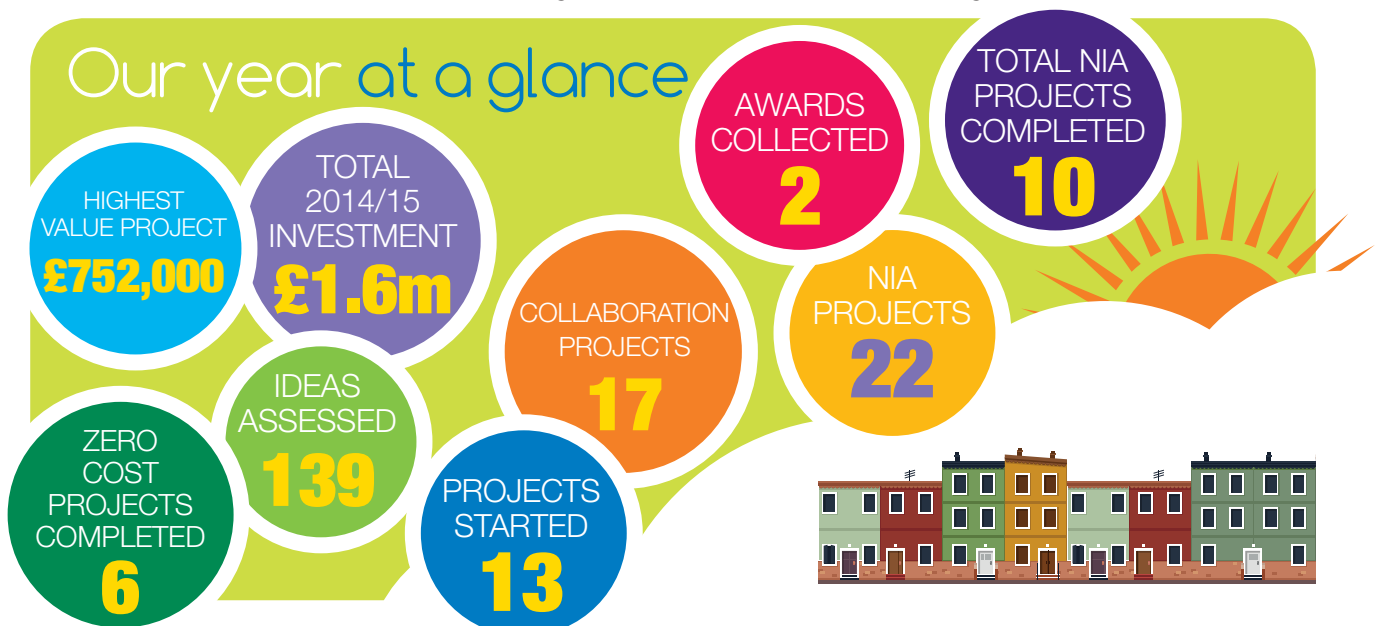 Our year at a glance
HIGHEST
VALUE PROJECT
£752,000
TOTAL
2014/15
INVESTMENT
£1.6m
AWARDS
COLLECTED
2
TOTAL NIA
PROJECTS
COMPLETED
10
COLLABORATION
PROJECTS
17
NIA
PROJECTS
22
ZERO
COST
PROJECTS
COMPLETED
6
IDEAS
ASSESSED
139
PROJECTS
STARTED
13